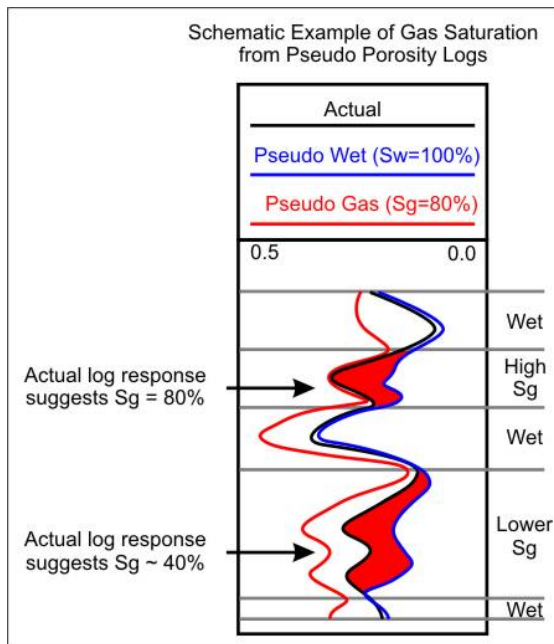 Schematic Example of Gas Saturation
from Pseudo Porosity Logs
Actual
Pseudo Wet (Sw=100%)
Pseudo Gas (Sg=80%)
0.5 0.0
Wet
High
Sg
Actual log response
suggests Sg = 80%
Wet
Lower
Sg
Actual log response
suggests Sg ~ 40%
Wet